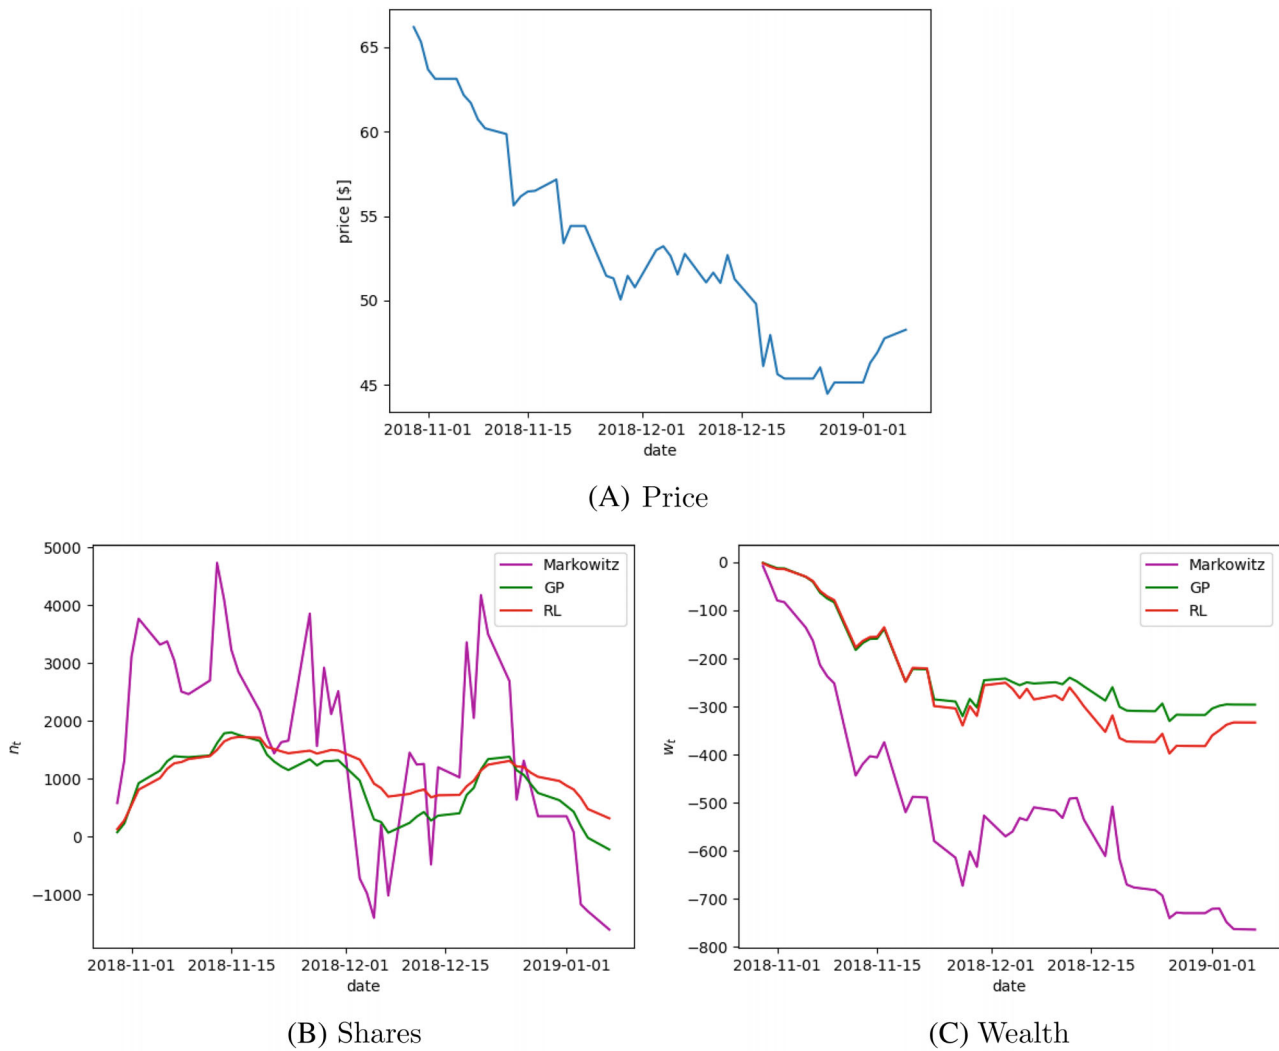 65
60
55
50
45
price [$]
2018-11-01 2018-11-15 2018-12-01 2018-12-15 2019-01-01
date
(A) Price
5000
4000
3000
2000
1000
0
−1000
n_t
Markowitz
GP
RL
2018-11-01 2018-11-15 2018-12-01 2018-12-15 2019-01-01
date
(B) Shares
0
−100
−200
−300
−400
−500
−600
−700
−800
w_t
Markowitz
GP
RL
2018-11-01 2018-11-15 2018-12-01 2018-12-15 2019-01-01
date
(C) Wealth